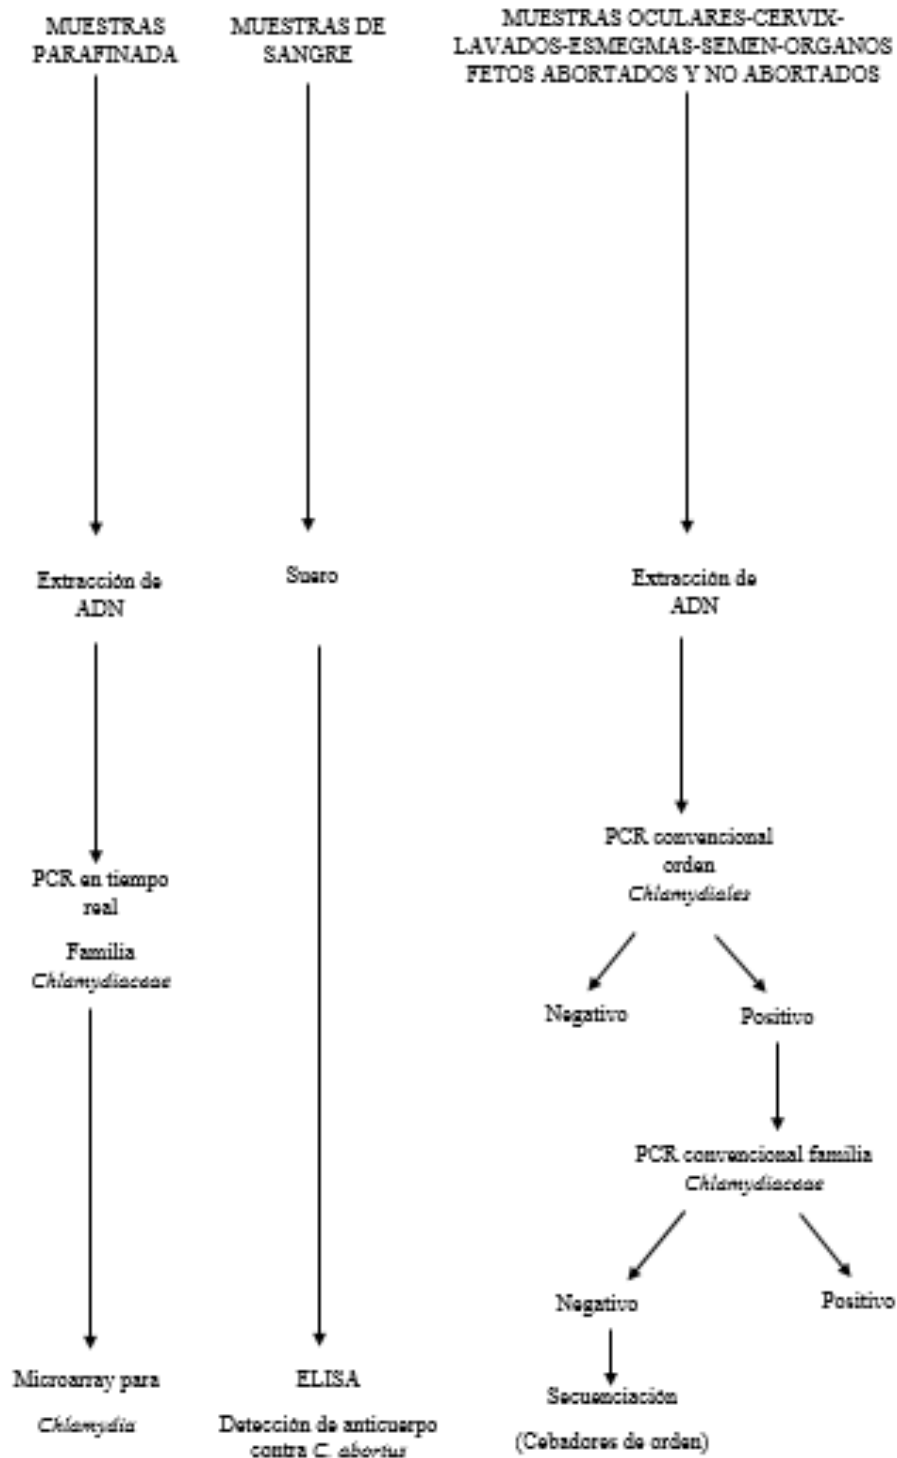 MUESTRAS
PARAFINADA
MUESTRAS DE
SANGRE
MUESTRAS OCULARES-CERVIX-
LAVADOS-ESMEGMAS-SEMEN-ORGANOS
FETOS ABORTADOS Y NO ABORTADOS
Extracción de
ADN
Suero
Extracción de
ADN
PCR convencional
orden
Chlamydiales
PCR en tiempo
real
Familia
Chlamydiaceae
Negativo
Positivo
PCR convencional familia
Chlamydiaceae
Negativo
Positivo
Microarray para
Chlamydia
ELISA
Detección de anticuerpo
contra C. abortus
Secuenciación
(Cebadores de orden)